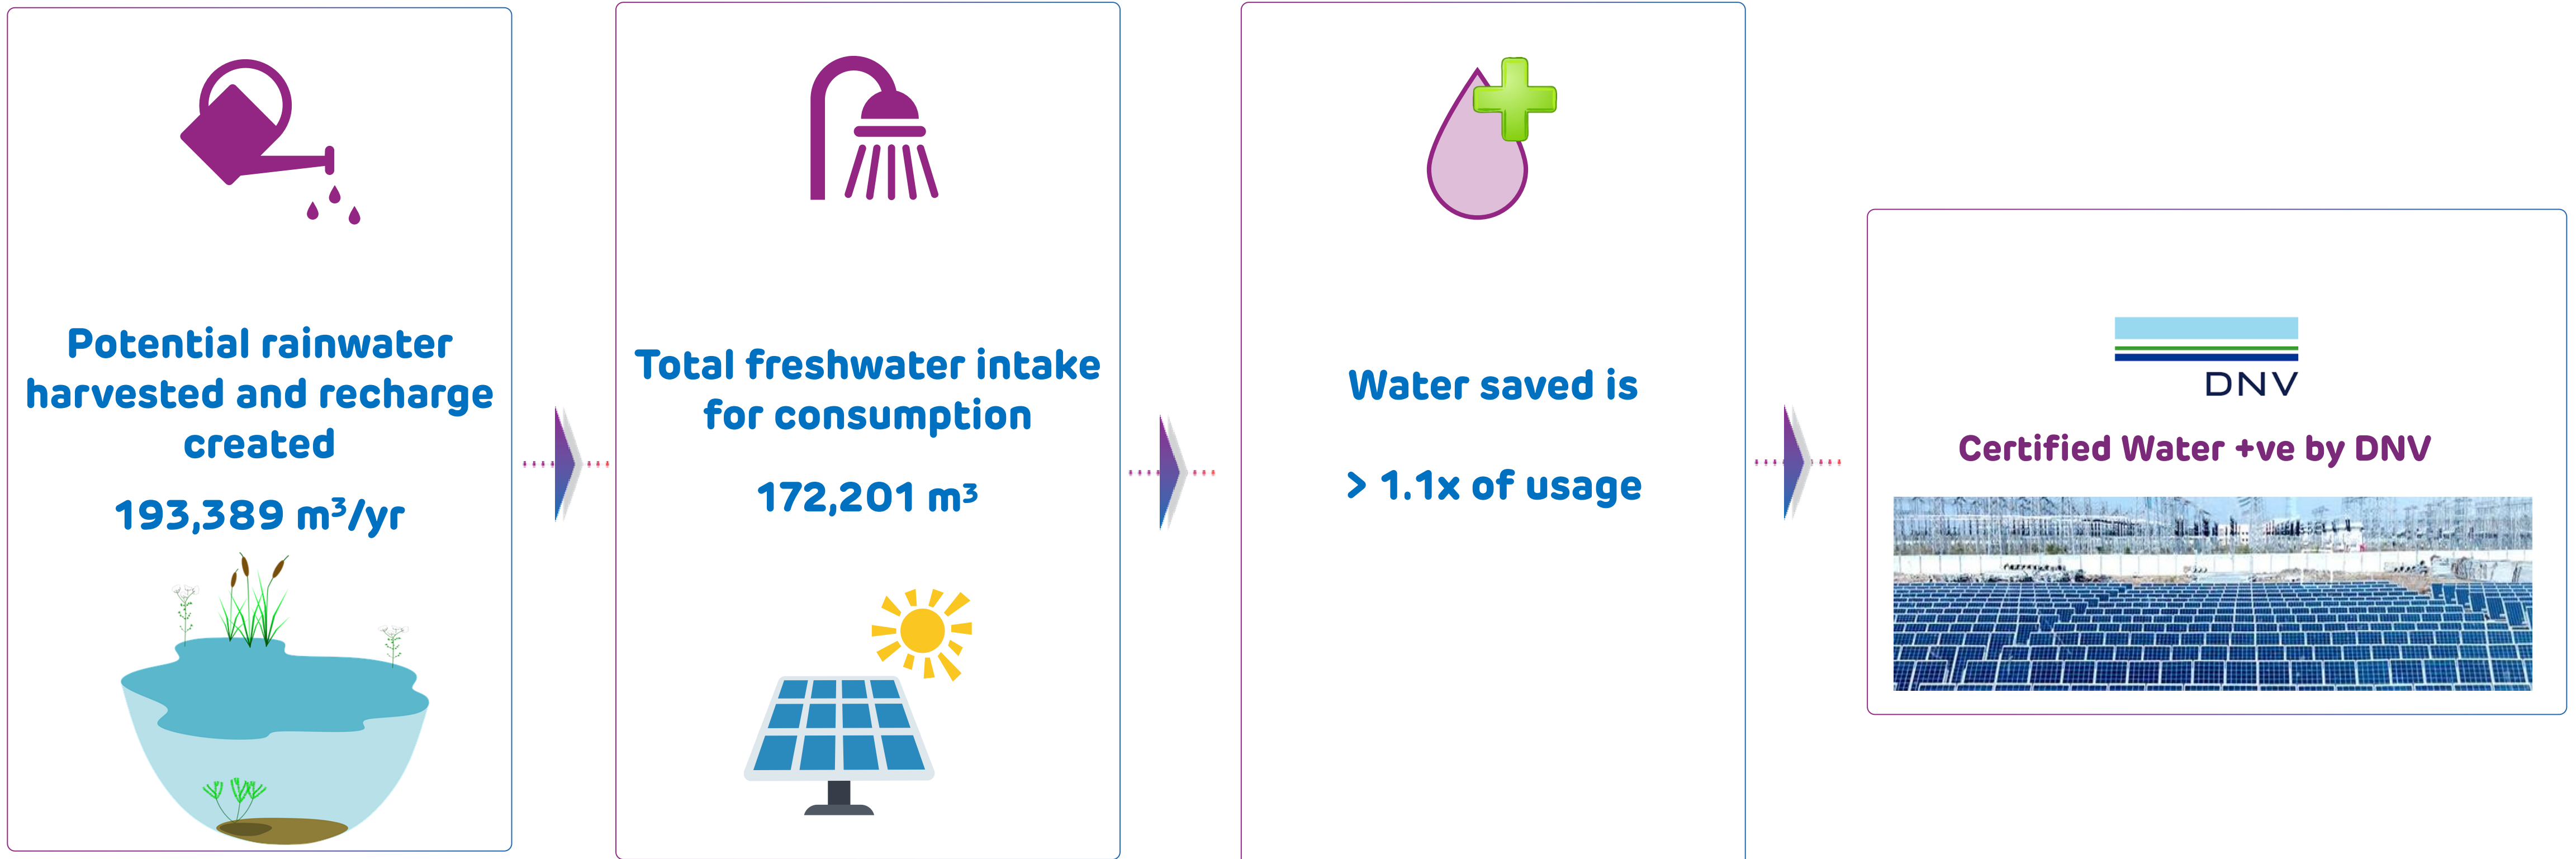 Potential rainwater
harvested and recharge
created
193,389 m³/yr
Total freshwater intake
for consumption
172,201 m³
Water saved is
> 1.1x of usage
DNV
Certified Water +ve by DNV